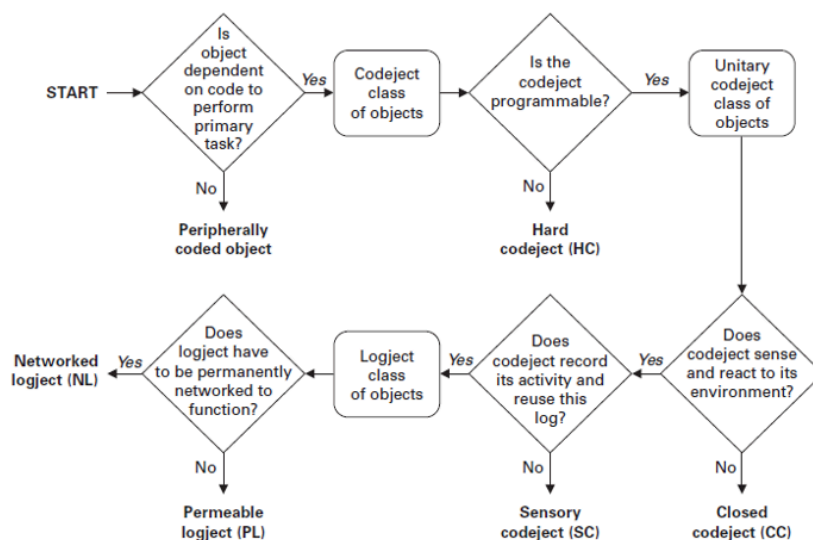 START
Is
object
dependent
on code to
perform
primary
task?
Yes
No
Peripherally
coded object
Codeject
class
of objects
Is the
codeject
programmable?
Yes
No
Hard
codeject (HC)
Unitary
codeject
class of
objects
Does
codeject sense
and react to its
environment?
Yes
No
Closed
codeject (CC)
Does
codeject record
its activity and
reuse this
log?
Yes
No
Sensory
codeject (SC)
Logject
class
of objects
Does
logject have
to be permanently
networked to
function?
Yes
No
Permeable
logject (PL)
Networked
logject (NL)